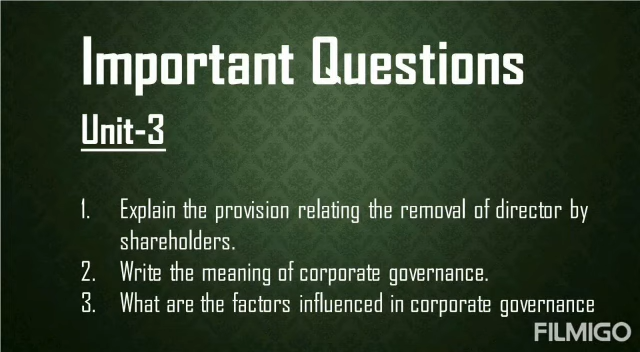 Important Questions
Unit-3
1. Explain the provision relating the removal of director by
shareholders.
2. Write the meaning of corporate governance.
3. What are the factors influenced in corporate governance
FILMIGO